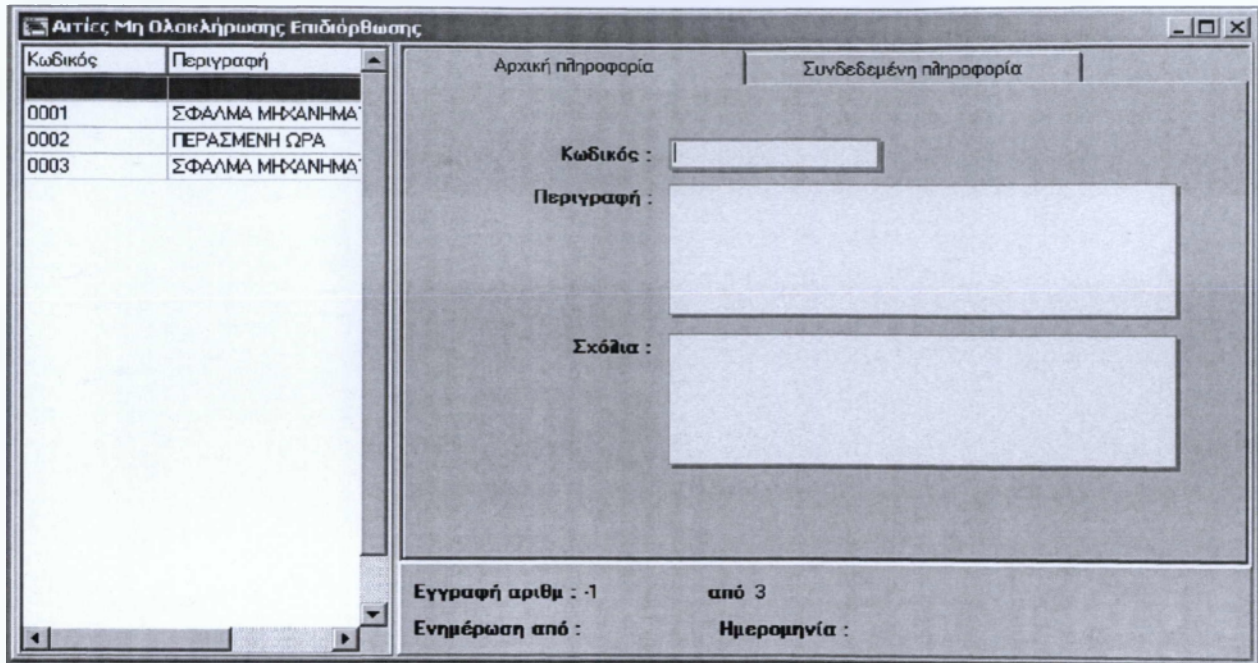 Αιτίες Μη Ολοκλήρωσης Επιδιόρθωσης
Κωδικός Περιγραφή
0001 ΣΦΑΛΜΑ ΜΗΧΑΝΗΜΑ
0002 ΠΕΡΑΣΜΕΝΗ ΩΡΑ
0003 ΣΦΑΛΜΑ ΜΗΧΑΝΗΜΑ
Αρχική πληροφορία Συνδεδεμένη πληροφορία
Κωδικός :
Περιγραφή :
Σχόλια :
Εγγραφή αριθμ : -1 από 3
Ενημέρωση από : Ημερομηνία :